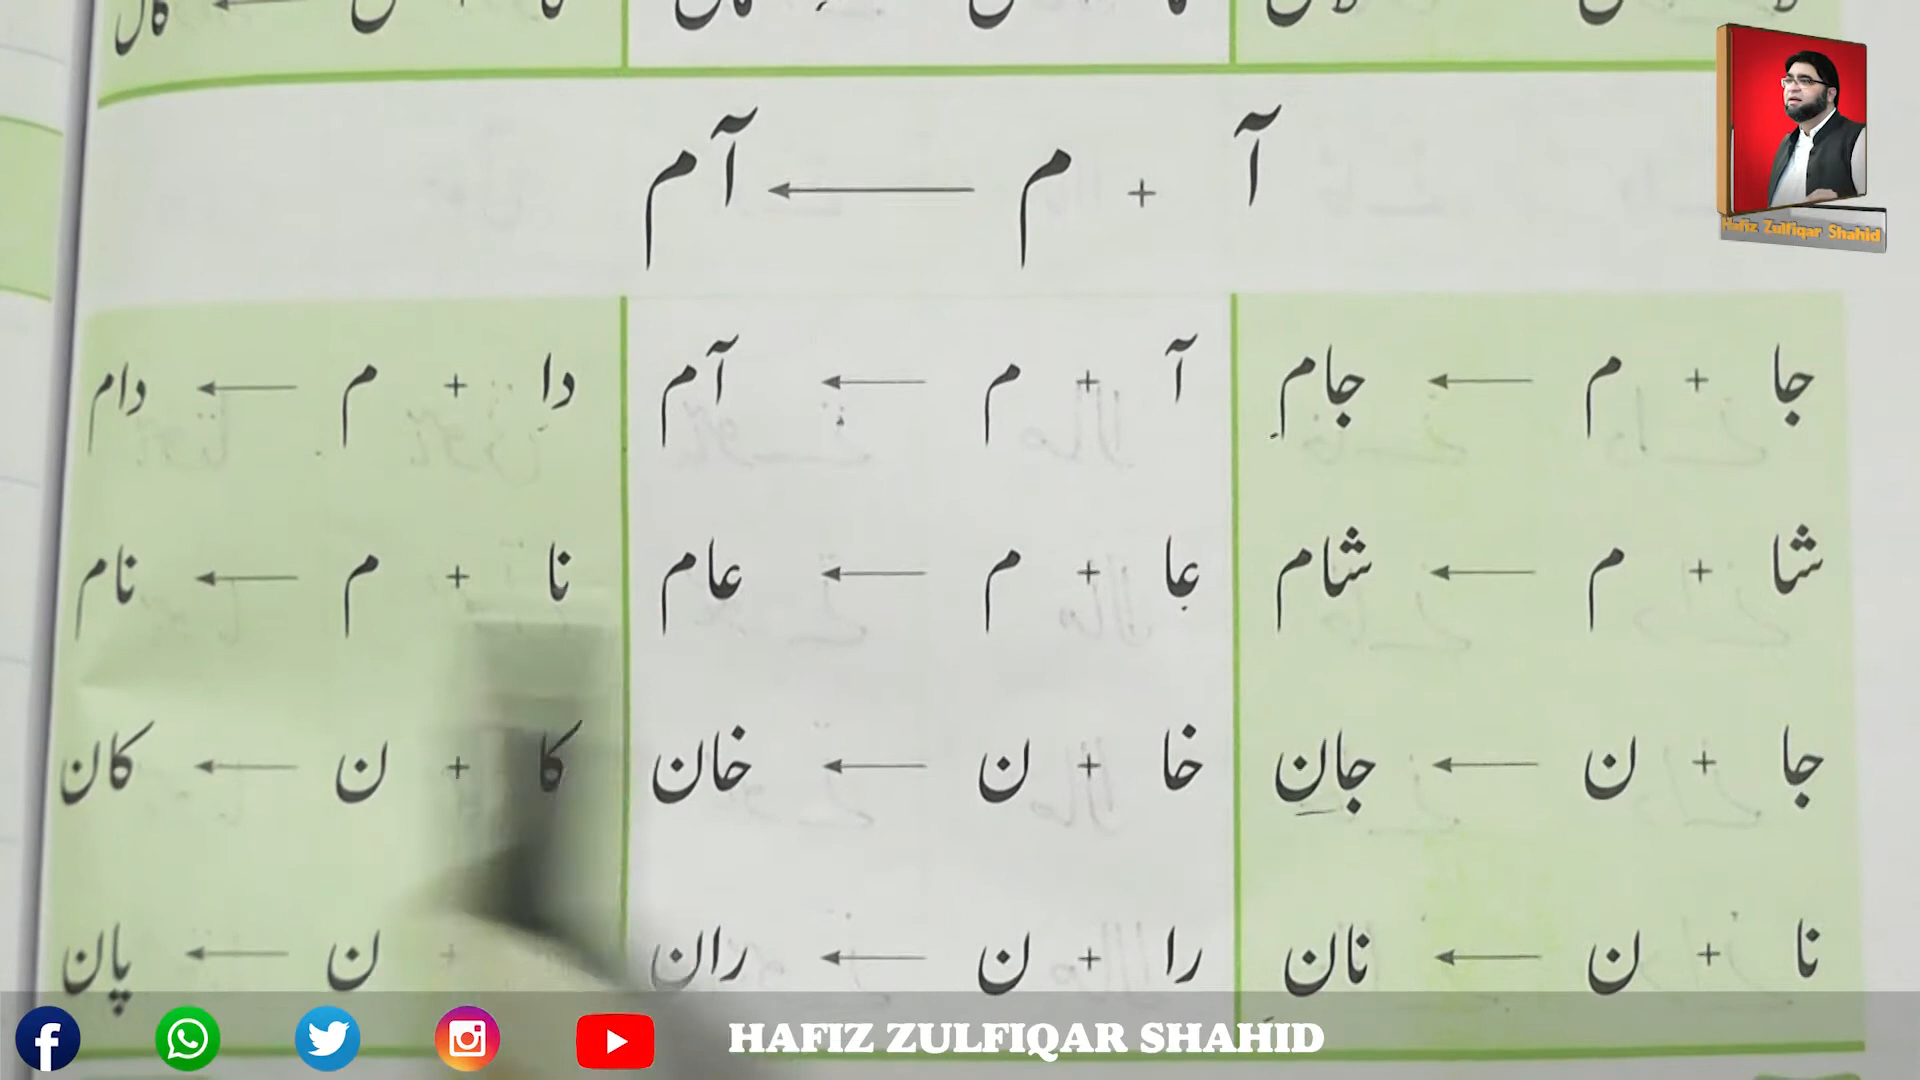 آ + م ← آم
جا + م ← جام
آ + م ← آم
دا + م ← دام
شا + م ← شام
عا + م ← عام
نا + م ← نام
جا + ن ← جان
خا + ن ← خان
کا + ن ← کان
نا + ن ← نان
را + ن ← ران
+ ن ← پان
Hafiz Zulfiqar Shahid
HAFIZ ZULFIQAR SHAHID